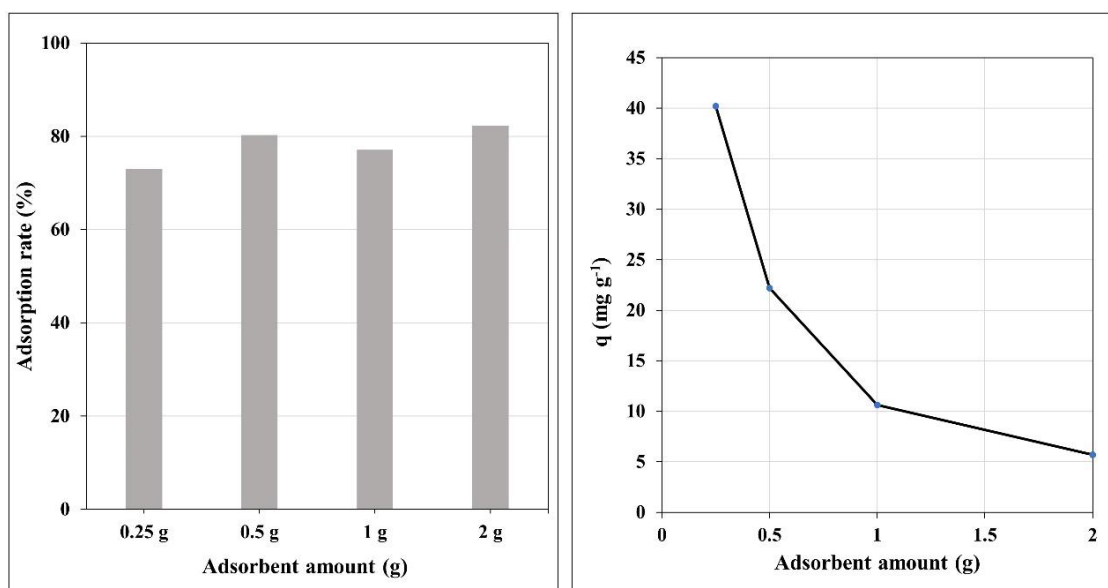 100
80
60
40
20
0
Adsorption rate (%)
0.25 g 0.5 g 1 g 2 g
Adsorbent amount (g)
45
40
35
30
25
20
15
10
5
0
q (mg g⁻¹)
0 0.5 1 1.5 2
Adsorbent amount (g)